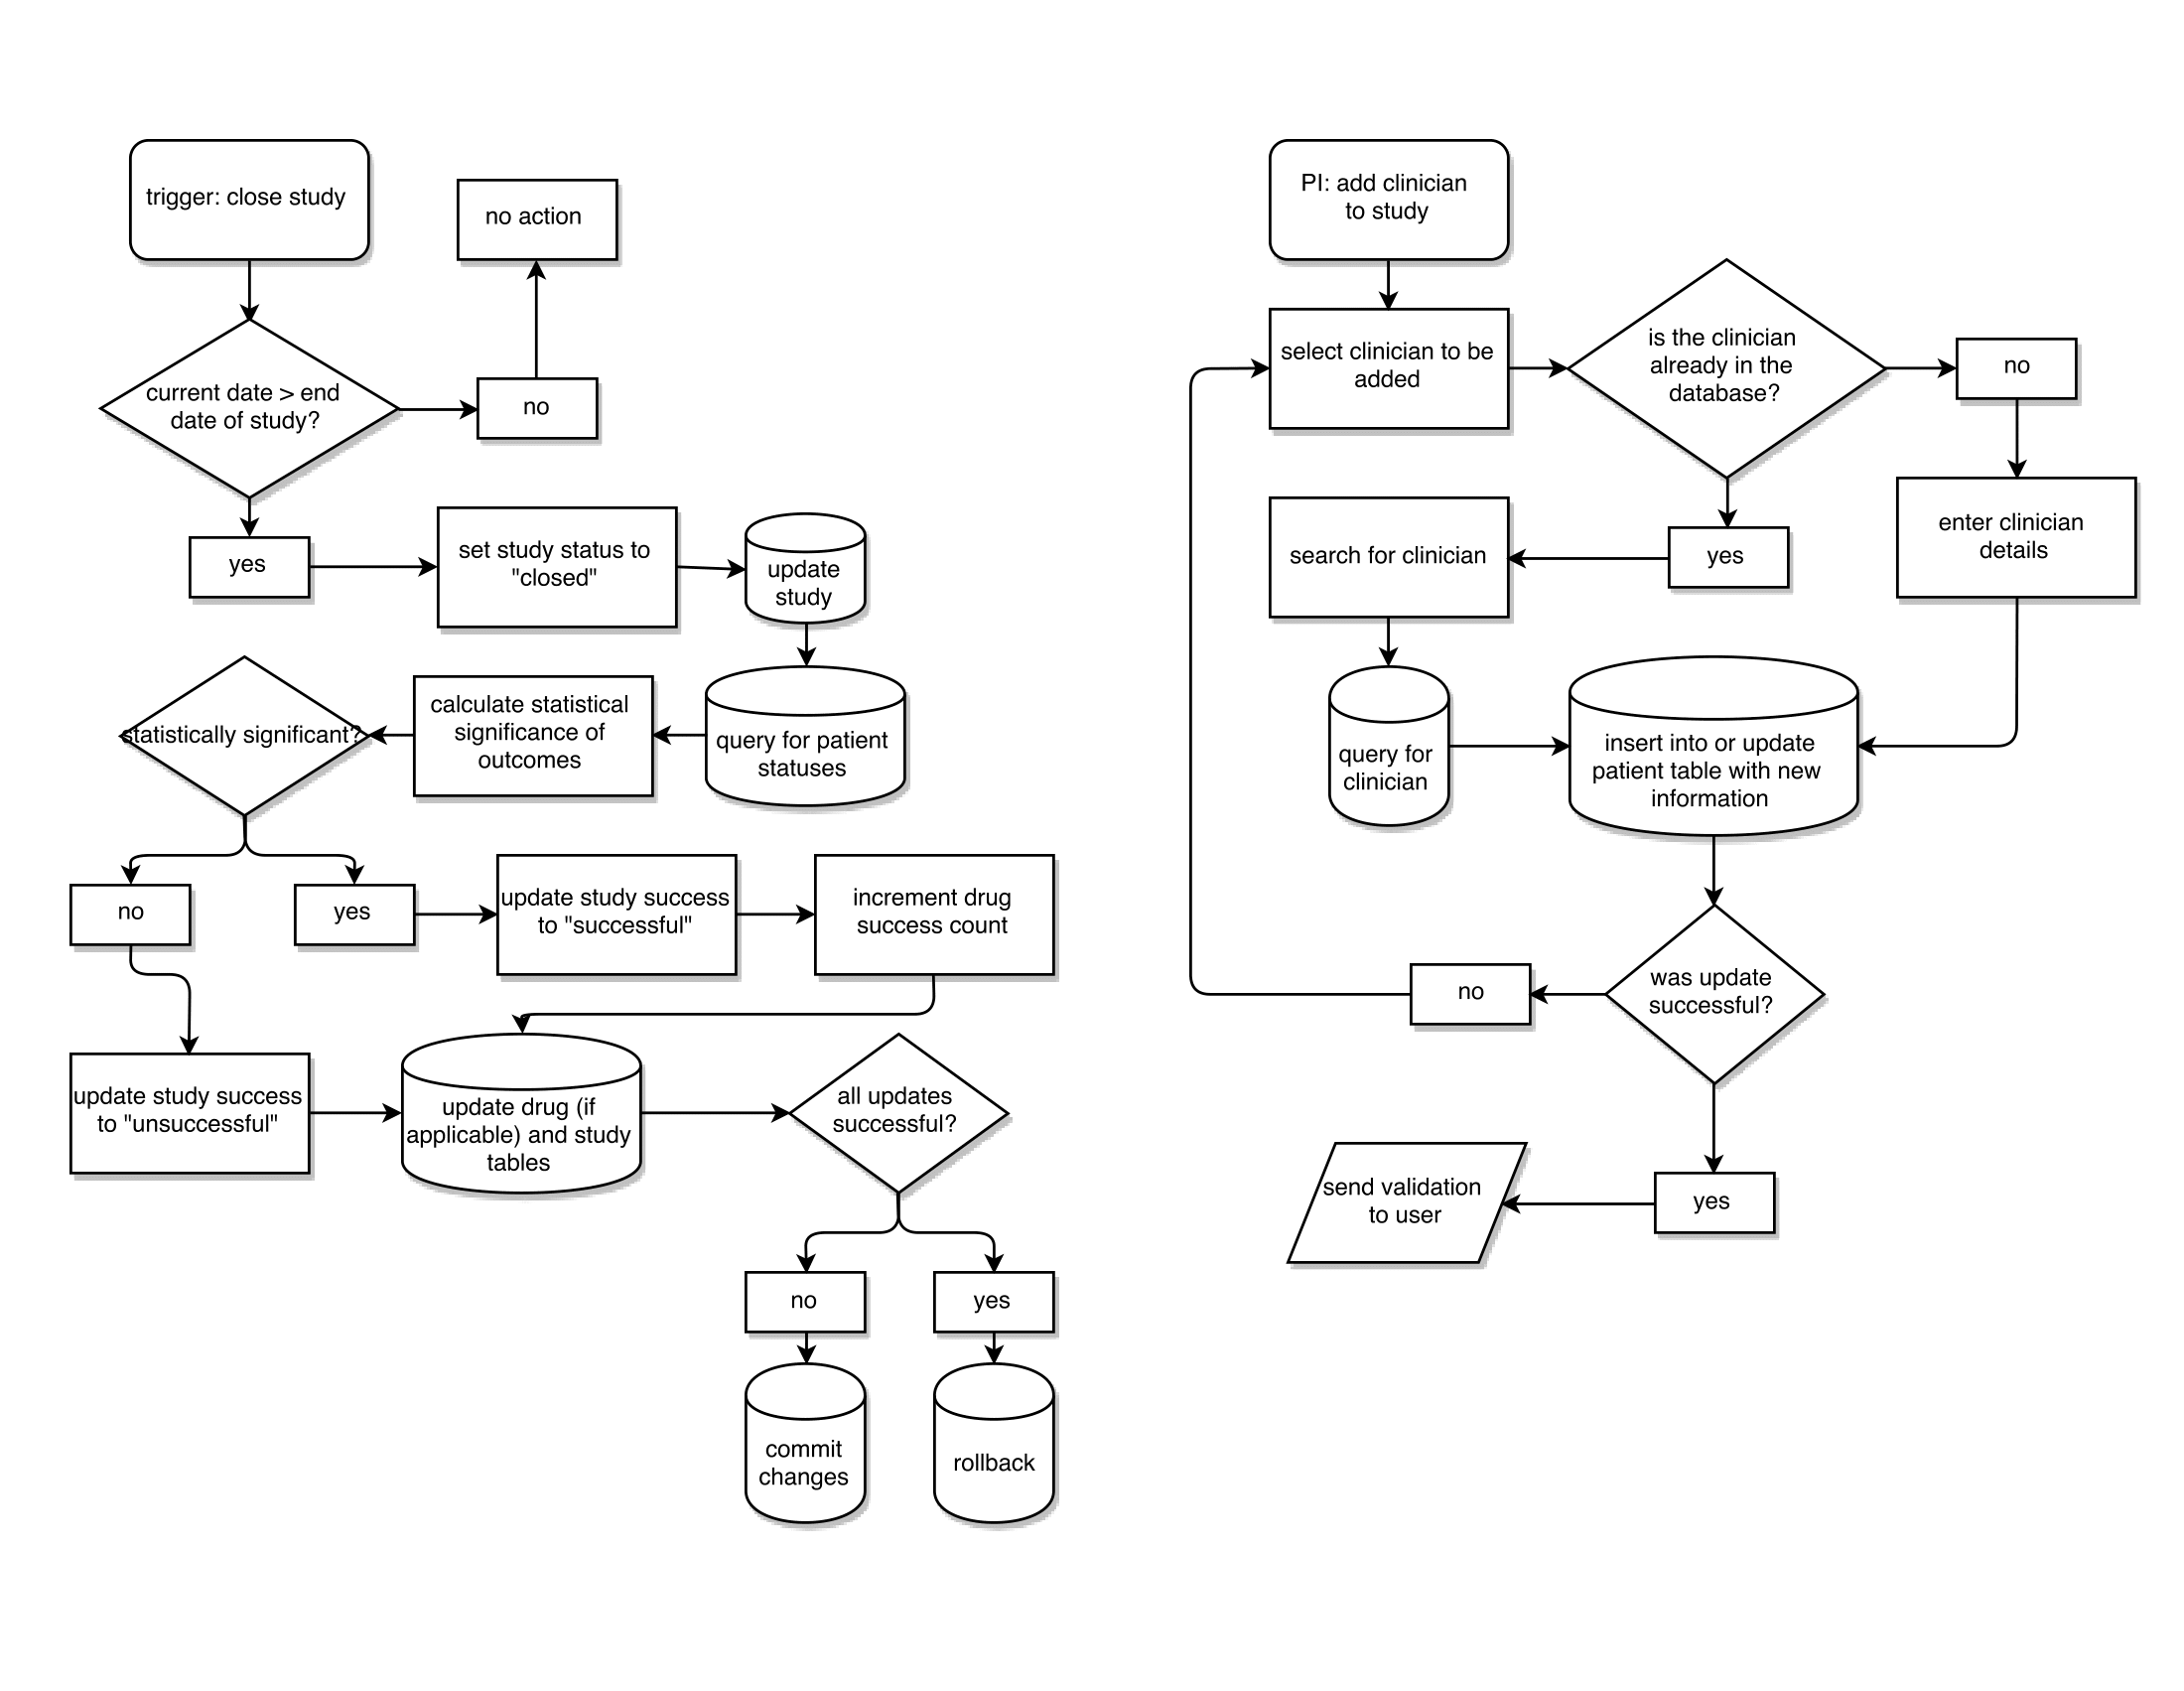 trigger: close study
no action
current date > end
date of study?
no
yes
set study status to
"closed"
update
study
statistically significant?
calculate statistical
significance of
outcomes
query for patient
statuses
no
yes
update study success
to "successful"
increment drug
success count
update study success
to "unsuccessful"
update drug (if
applicable) and study
tables
all updates
successful?
no
yes
commit
changes
rollback
PI: add clinician
to study
select clinician to be
added
is the clinician
already in the
database?
no
search for clinician
yes
enter clinician
details
query for
clinician
insert into or update
patient table with new
information
no
was update
successful?
send validation
to user
yes